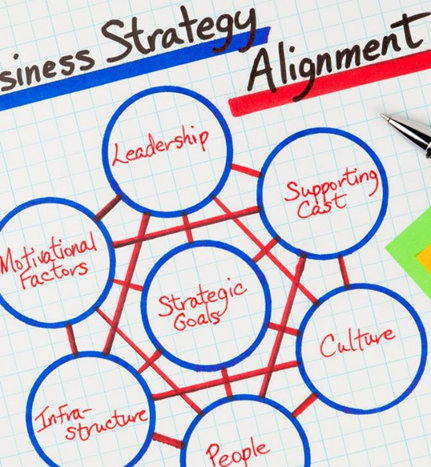 siness Strategy
Alignment
Leadership
Supporting
Cast
Motivational
Factors
Strategic
Goals
Culture
Infra-
structure
People